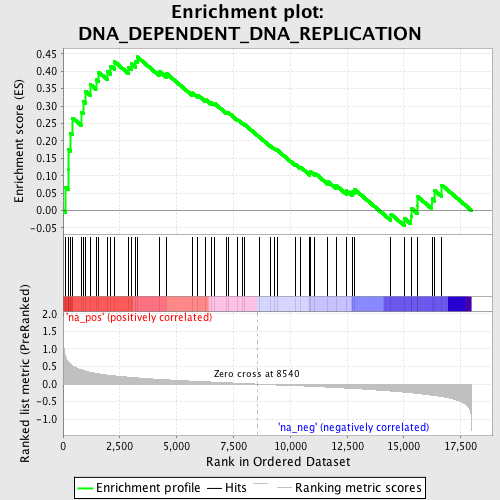 Enrichment plot:
DNA_DEPENDENT_DNA_REPLICATION
Enrichment score (ES)
0.45
0.40
0.35
0.30
0.25
0.20
0.15
0.10
0.05
0.00
-0.05
'na_pos' (positively correlated)
Ranked list metric (PreRanked)
2.0
1.5
1.0
0.5
0.0
-0.5
-1.0
Zero cross at 8540
'na_neg' (negatively correlated)
0 2,500 5,000 7,500 10,000 12,500 15,000 17,500
Rank in Ordered Dataset
Enrichment profile Hits Ranking metric scores